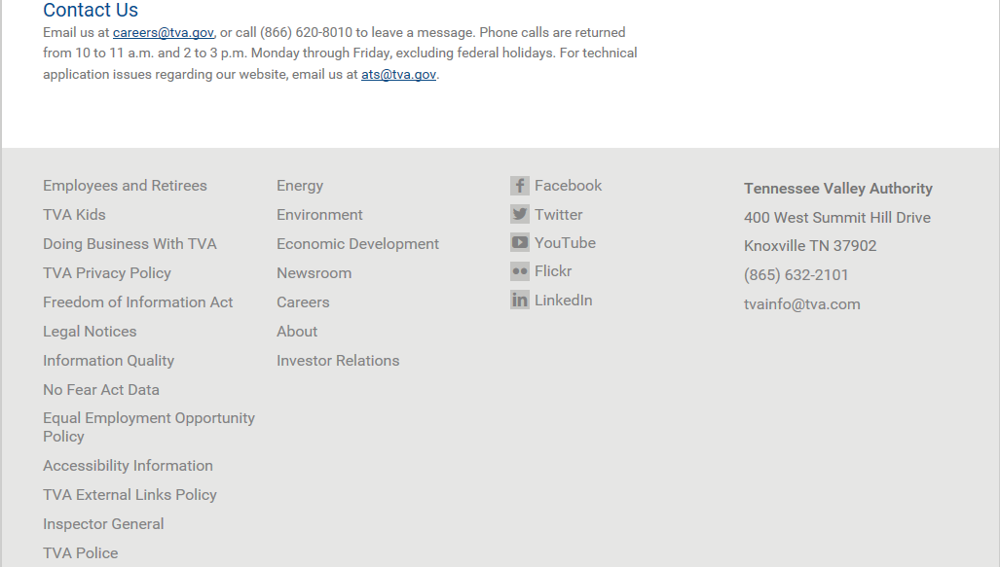 Contact Us
Email us at careers@tva.gov, or call (866) 620-8010 to leave a message. Phone calls are returned
from 10 to 11 a.m. and 2 to 3 p.m. Monday through Friday, excluding federal holidays. For technical
application issues regarding our website, email us at ats@tva.gov.
Employees and Retirees
TVA Kids
Doing Business With TVA
TVA Privacy Policy
Freedom of Information Act
Legal Notices
Information Quality
No Fear Act Data
Equal Employment Opportunity
Policy
Accessibility Information
TVA External Links Policy
Inspector General
TVA Police
Energy
Environment
Economic Development
Newsroom
Careers
About
Investor Relations
Facebook
Twitter
YouTube
Flickr
LinkedIn
Tennessee Valley Authority
400 West Summit Hill Drive
Knoxville TN 37902
(865) 632-2101
tvainfo@tva.com